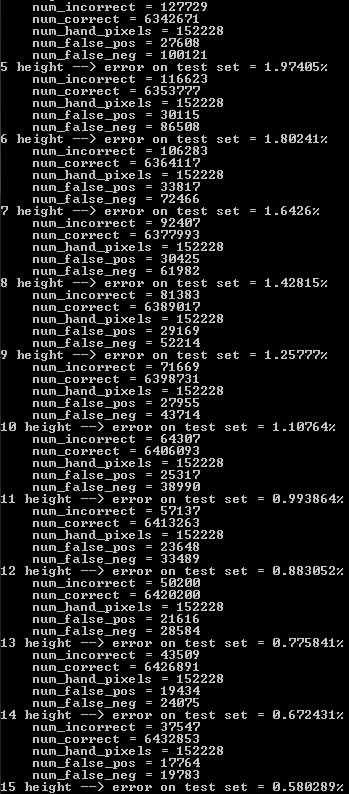 num_incorrect = 127729
num_correct = 6342671
num_hand_pixels = 152228
num_false_pos = 27608
num_false_neg = 100121
5 height --> error on test set = 1.97405%
num_incorrect = 116623
num_correct = 6353777
num_hand_pixels = 152228
num_false_pos = 30115
num_false_neg = 86508
6 height --> error on test set = 1.80241%
num_incorrect = 106283
num_correct = 6364117
num_hand_pixels = 152228
num_false_pos = 33817
num_false_neg = 72466
7 height --> error on test set = 1.6426%
num_incorrect = 92407
num_correct = 6377993
num_hand_pixels = 152228
num_false_pos = 30425
num_false_neg = 61982
8 height --> error on test set = 1.42815%
num_incorrect = 81383
num_correct = 6389017
num_hand_pixels = 152228
num_false_pos = 29169
num_false_neg = 52214
9 height --> error on test set = 1.25777%
num_incorrect = 71669
num_correct = 6398731
num_hand_pixels = 152228
num_false_pos = 27955
num_false_neg = 43714
10 height --> error on test set = 1.10764%
num_incorrect = 64307
num_correct = 6406093
num_hand_pixels = 152228
num_false_pos = 25317
num_false_neg = 38990
11 height --> error on test set = 0.993864%
num_incorrect = 57137
num_correct = 6413263
num_hand_pixels = 152228
num_false_pos = 23648
num_false_neg = 33489
12 height --> error on test set = 0.883052%
num_incorrect = 50200
num_correct = 6420200
num_hand_pixels = 152228
num_false_pos = 21616
num_false_neg = 28584
13 height --> error on test set = 0.775841%
num_incorrect = 43509
num_correct = 6426891
num_hand_pixels = 152228
num_false_pos = 19434
num_false_neg = 24075
14 height --> error on test set = 0.672431%
num_incorrect = 37547
num_correct = 6432853
num_hand_pixels = 152228
num_false_pos = 17764
num_false_neg = 19783
15 height --> error on test set = 0.580289%